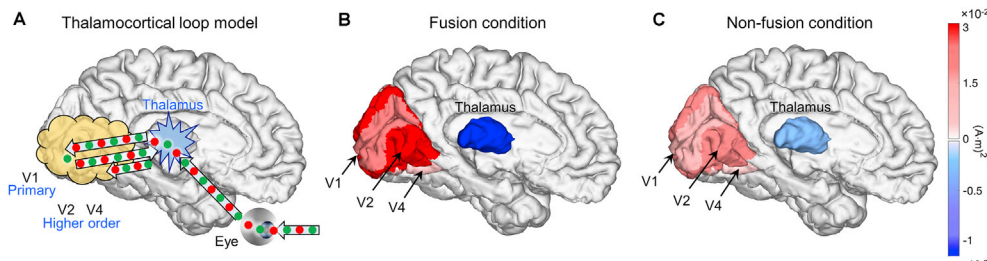 A Thalamocortical loop model
Thalamus
V1
Primary
V2 V4
Higher order
Eye
B Fusion condition
Thalamus
V1
V2
V4
C Non-fusion condition
Thalamus
V1
V2
V4
×10⁻²
3
1.5
0
-0.5
-1
(A.m)²